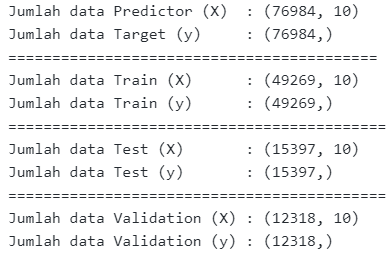 Jumlah data Predictor (X)  : (76984, 10)
Jumlah data Target (y)     : (76984,)
==========================================
Jumlah data Train (X)      : (49269, 10)
Jumlah data Train (y)      : (49269,)
===========================================
Jumlah data Test (X)       : (15397, 10)
Jumlah data Test (y)       : (15397,)
===========================================
Jumlah data Validation (X) : (12318, 10)
Jumlah data Validation (y) : (12318,)